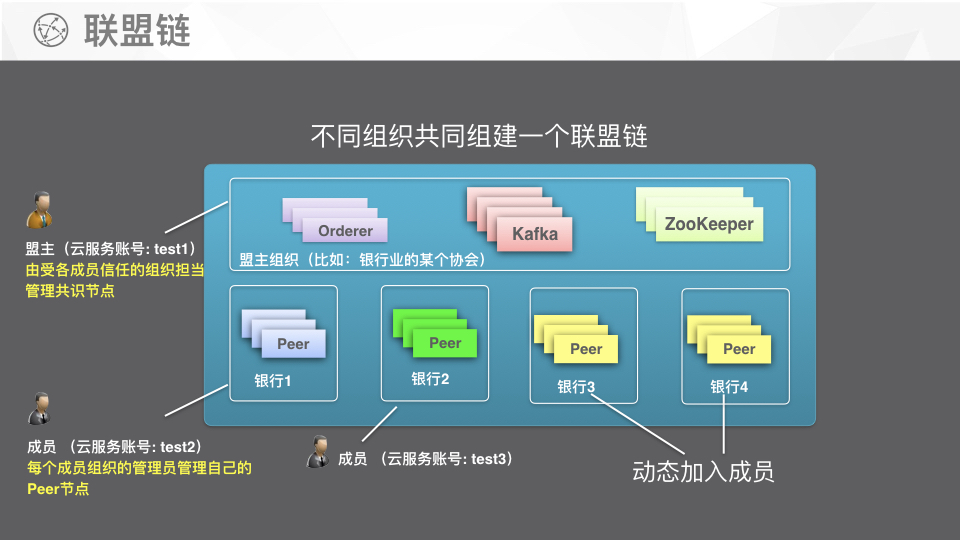 联盟链
不同组织共同组建一个联盟链
Orderer
Kafka
ZooKeeper
盟主组织（比如：银行业的某个协会）
盟主（云服务账号: test1）
由受各成员信任的组织担当
管理共识节点
Peer
银行1
Peer
银行2
Peer
银行3
Peer
银行4
成员 （云服务账号: test2）
每个成员组织的管理员管理自己的
Peer节点
成员 （云服务账号: test3）
动态加入成员